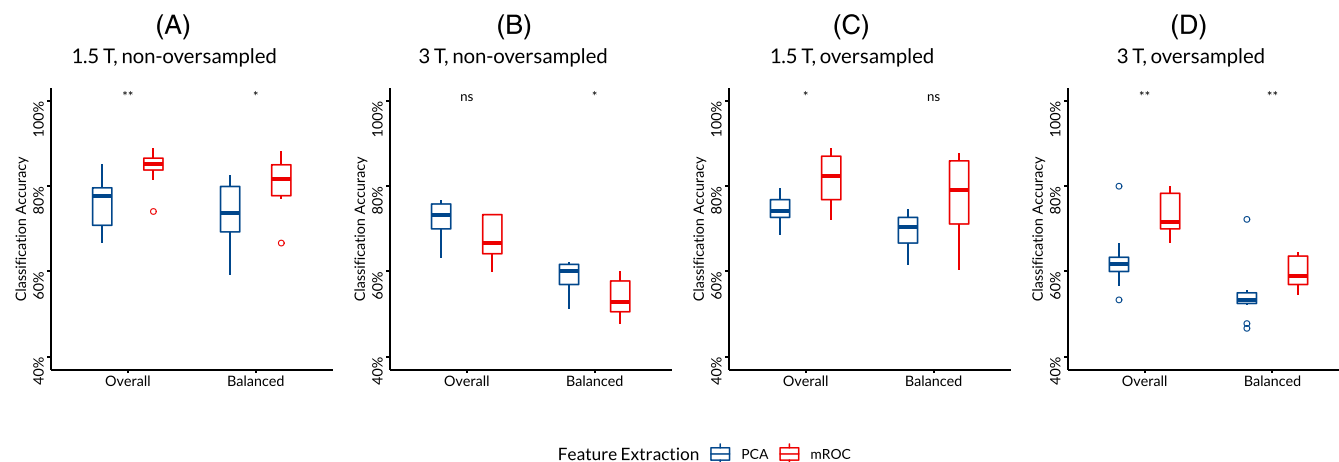 (A)
1.5 T, non-oversampled
** *
Classification Accuracy
100%
80%
60%
40%
Overall Balanced
(B)
3 T, non-oversampled
ns *
Classification Accuracy
100%
80%
60%
40%
Overall Balanced
(C)
1.5 T, oversampled
* ns
Classification Accuracy
100%
80%
60%
40%
Overall Balanced
(D)
3 T, oversampled
** **
Classification Accuracy
100%
80%
60%
40%
Overall Balanced
Feature Extraction PCA mROC